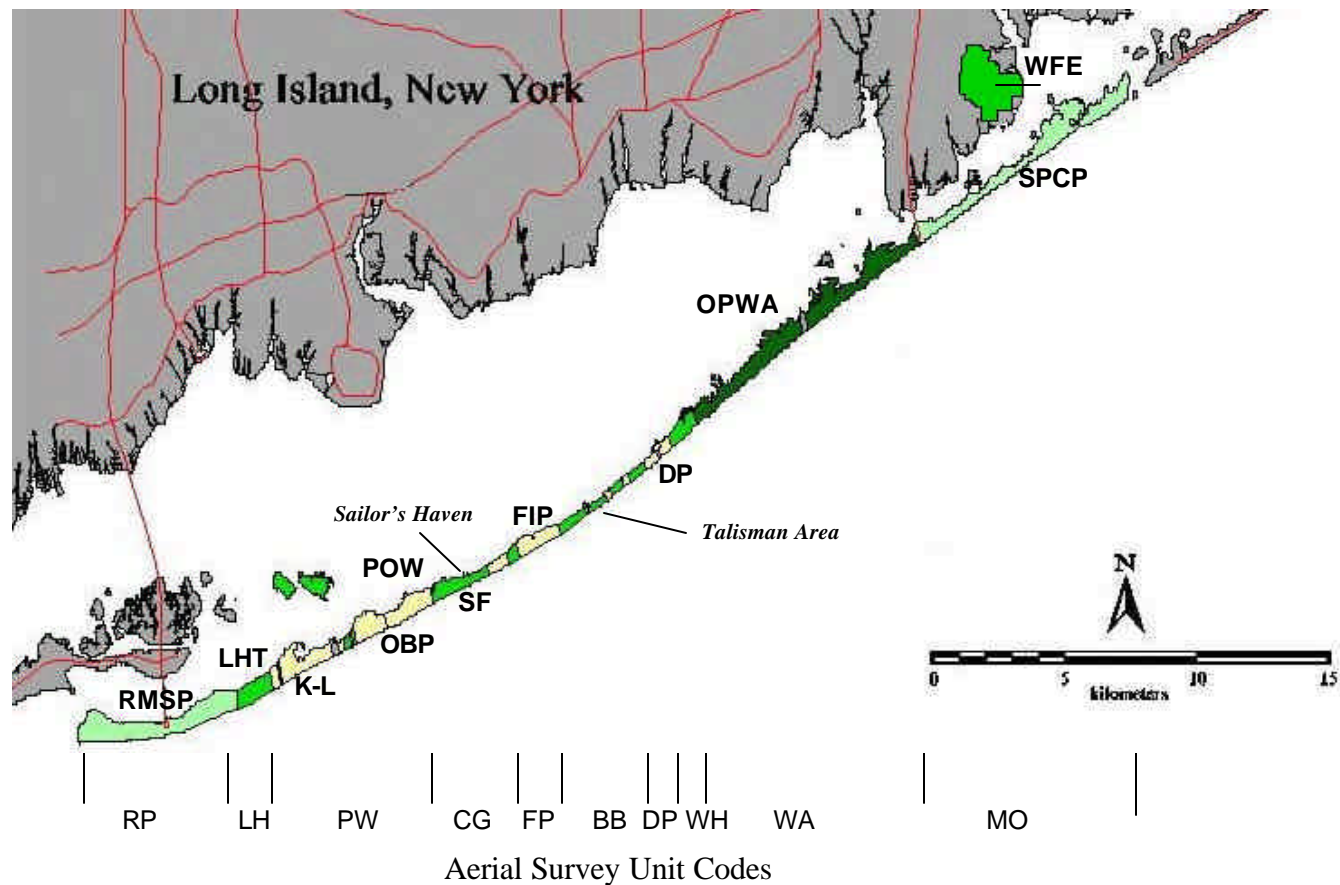 Long Island, New York
WFE
SPCP
OPWA
DP
Sailor's Haven
FIP
Talisman Area
POW
SF
N
OBP
LHT
K-L
RMSP
0 5 10 15
kilometers
RP LH PW CG FP BB DP WH WA MO
Aerial Survey Unit Codes